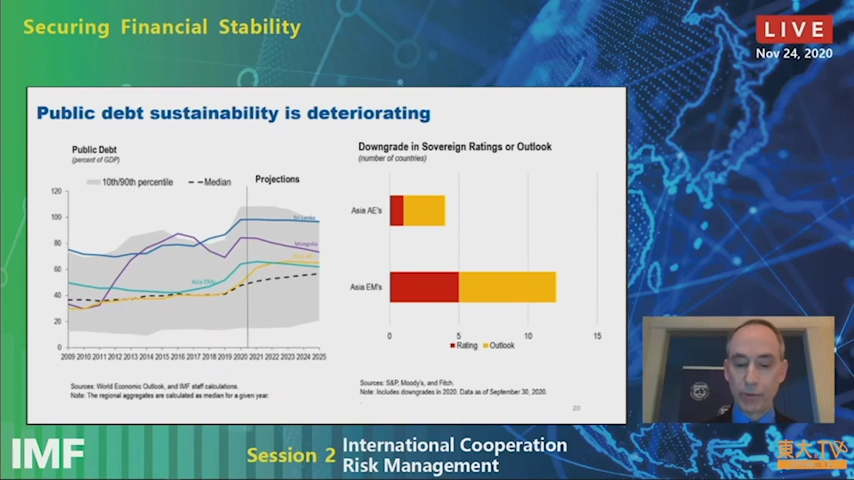 Securing Financial Stability
LIVE
Nov 24, 2020
Public debt sustainability is deteriorating
Public Debt
(percent of GDP)
10th/90th percentile
Median
Projections
120
100
80
60
40
20
0
Sri Lanka
Mongolia
Asia EMs
2009 2010 2011 2012 2013 2014 2015 2016 2017 2018 2019 2020 2021 2022 2023 2024 2025
Sources: World Economic Outlook, and IMF staff calculations.
Note: The regional aggregates are calculated as median for a given year.
Downgrade in Sovereign Ratings or Outlook
(number of countries)
Asia AE's
Asia EM's
0 5 10 15
Rating Outlook
Sources: S&P, Moody's, and Fitch.
Note: Includes downgrades in 2020. Data as of September 30, 2020.
20
IMF
Session 2
International Cooperation
Risk Management
東大TV